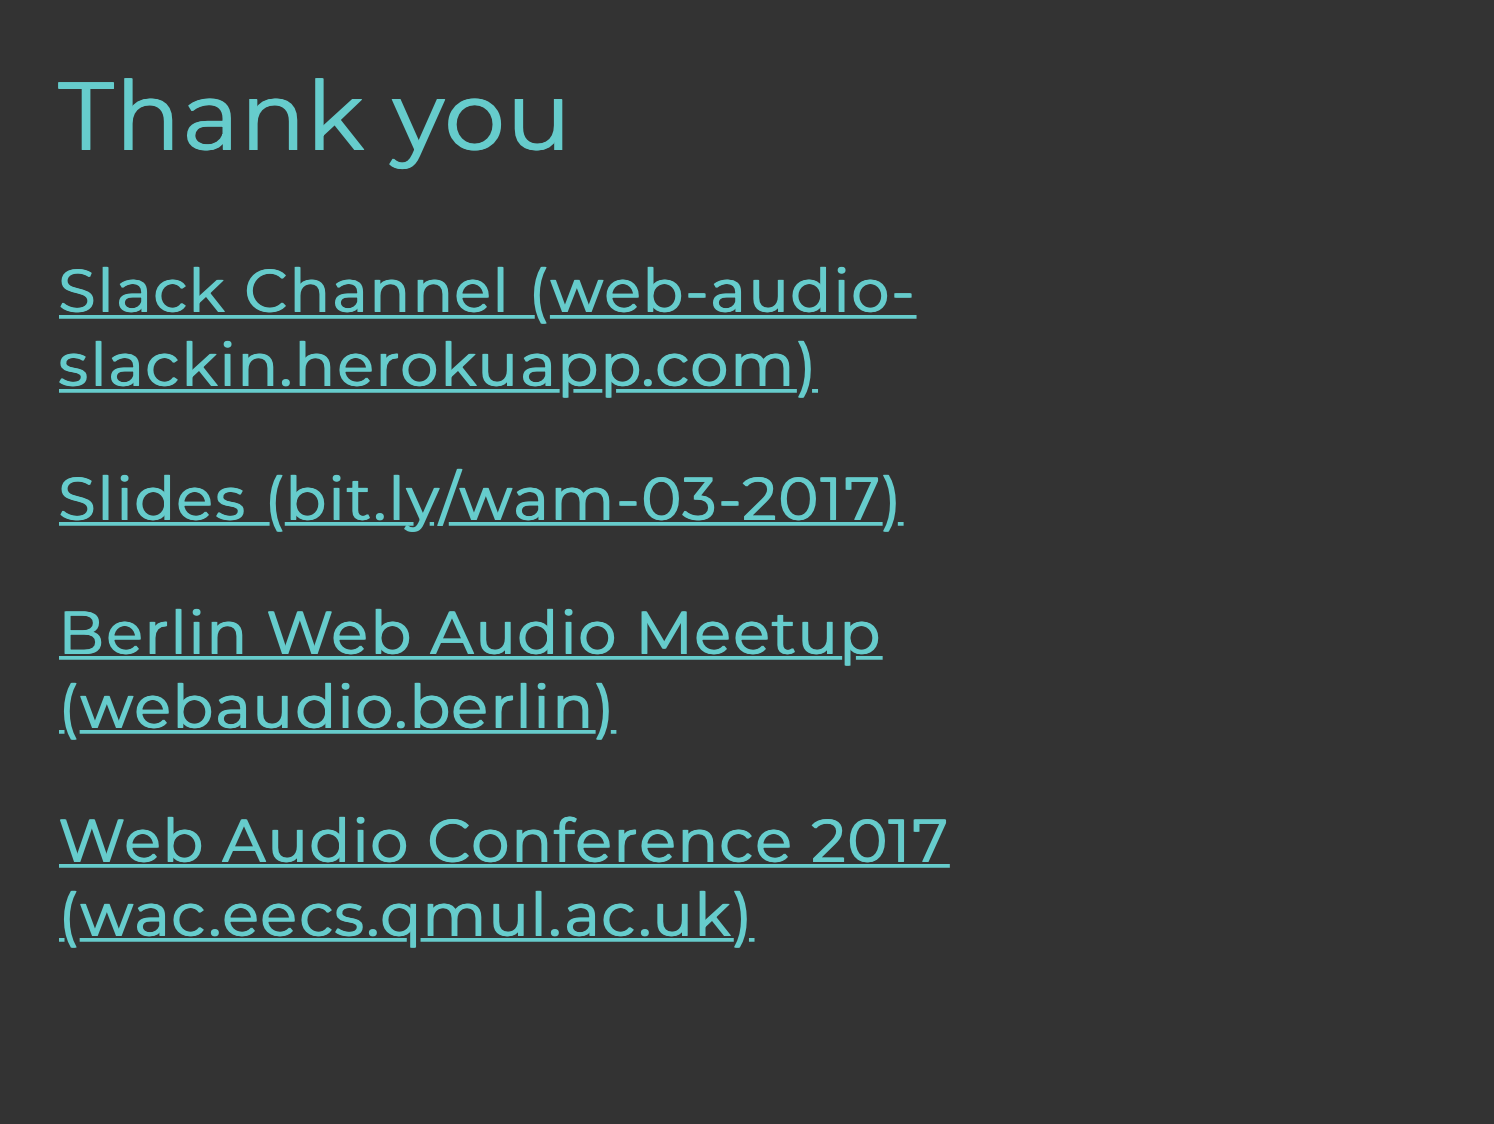 Thank you
Slack Channel (web-audio-
slackin.herokuapp.com)
Slides (bit.ly/wam-03-2017)
Berlin Web Audio Meetup
(webaudio.berlin)
Web Audio Conference 2017
(wac.eecs.qmul.ac.uk)